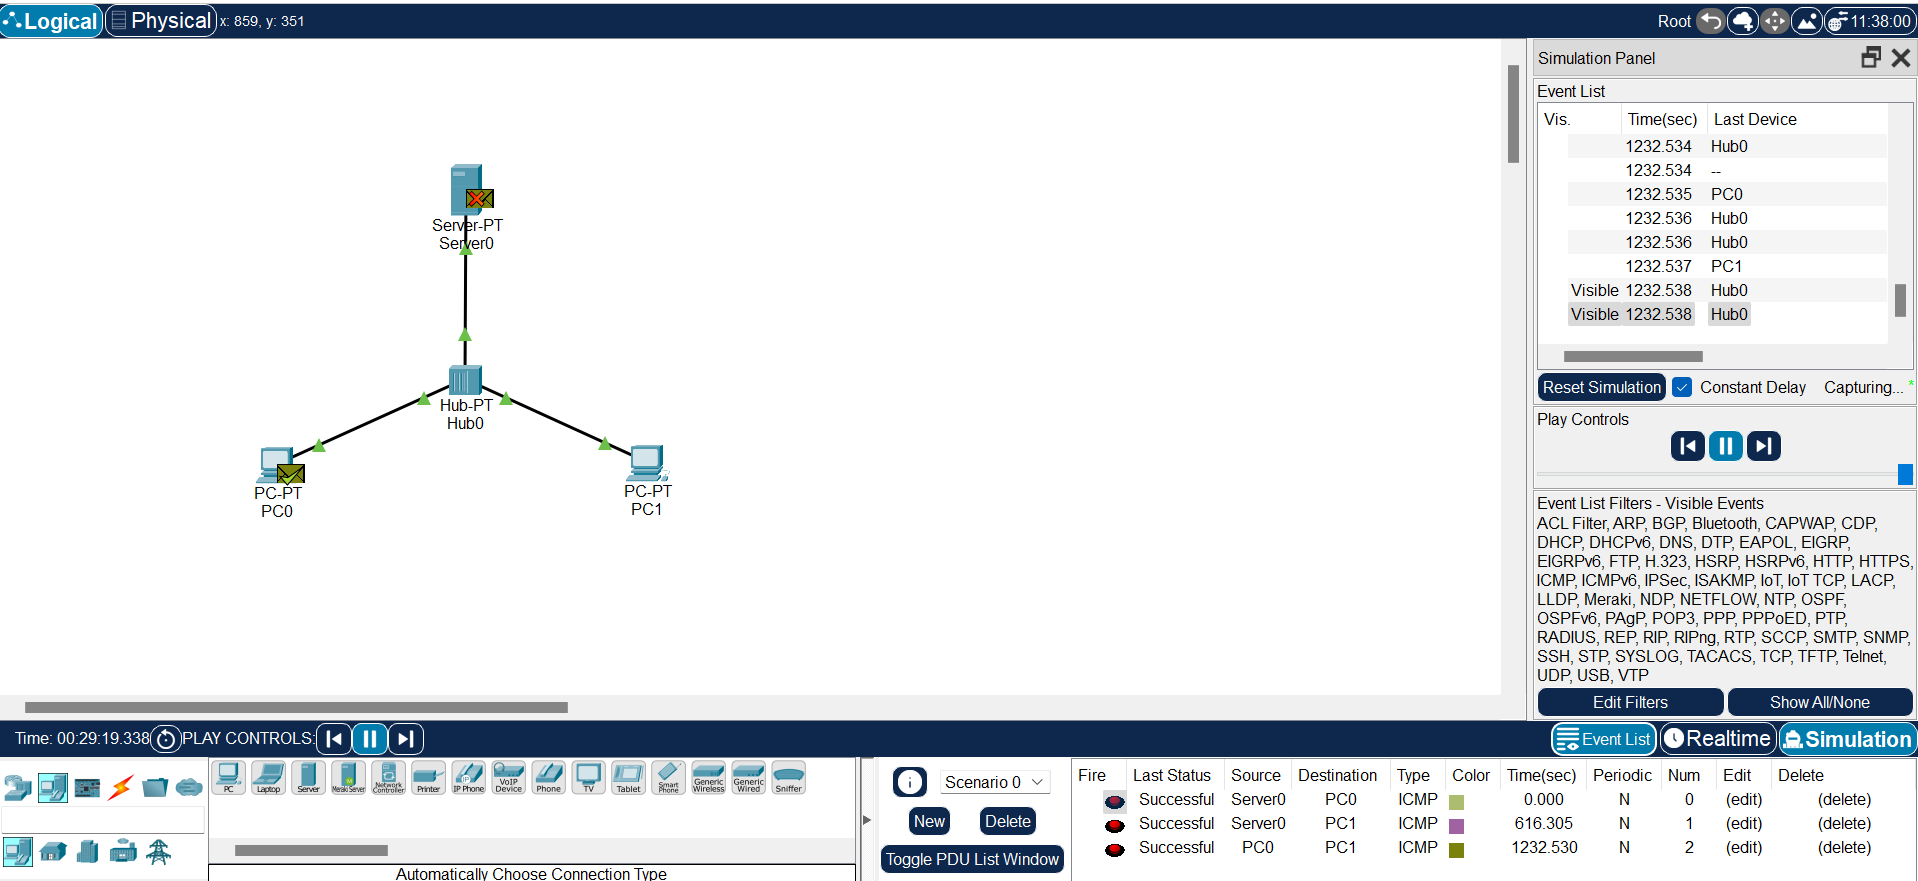 Logical Physical x: 859, y: 351 Root 11:38:00
Simulation Panel
Event List
Vis. Time(sec) Last Device
1232.534 Hub0
1232.534 --
1232.535 PC0
1232.536 Hub0
1232.536 Hub0
1232.537 PC1
Visible 1232.538 Hub0
Visible 1232.538 Hub0
Reset Simulation Constant Delay Capturing... *
Play Controls
Event List Filters - Visible Events
ACL Filter, ARP, BGP, Bluetooth, CAPWAP, CDP,
DHCP, DHCPv6, DNS, DTP, EAPOL, EIGRP,
EIGRPv6, FTP, H.323, HSRP, HSRPv6, HTTP, HTTPS,
ICMP, ICMPv6, IPSec, ISAKMP, IoT, IoT TCP, LACP,
LLDP, Meraki, NDP, NETFLOW, NTP, OSPF,
OSPFv6, PAgP, POP3, PPP, PPPoED, PTP,
RADIUS, REP, RIP, RIPng, RTP, SCCP, SMTP, SNMP,
SSH, STP, SYSLOG, TACACS, TCP, TFTP, Telnet,
UDP, USB, VTP
Edit Filters Show All/None
Server-PT
Server0
Hub-PT
Hub0
PC-PT
PC0
PC-PT
PC1
Time: 00:29:19.338 PLAY CONTROLS: Event List Realtime Simulation
PC Laptop Server Meraki Server Network Controller Printer IP Phone VoIP Device Phone TV Tablet Smart Phone Generic Wireless Generic Wired Sniffer
Automatically Choose Connection Type
Scenario 0
New Delete
Toggle PDU List Window
Fire Last Status Source Destination Type Color Time(sec) Periodic Num Edit Delete
Successful Server0 PC0 ICMP 0.000 N 0 (edit) (delete)
Successful Server0 PC1 ICMP 616.305 N 1 (edit) (delete)
Successful PC0 PC1 ICMP 1232.530 N 2 (edit) (delete)